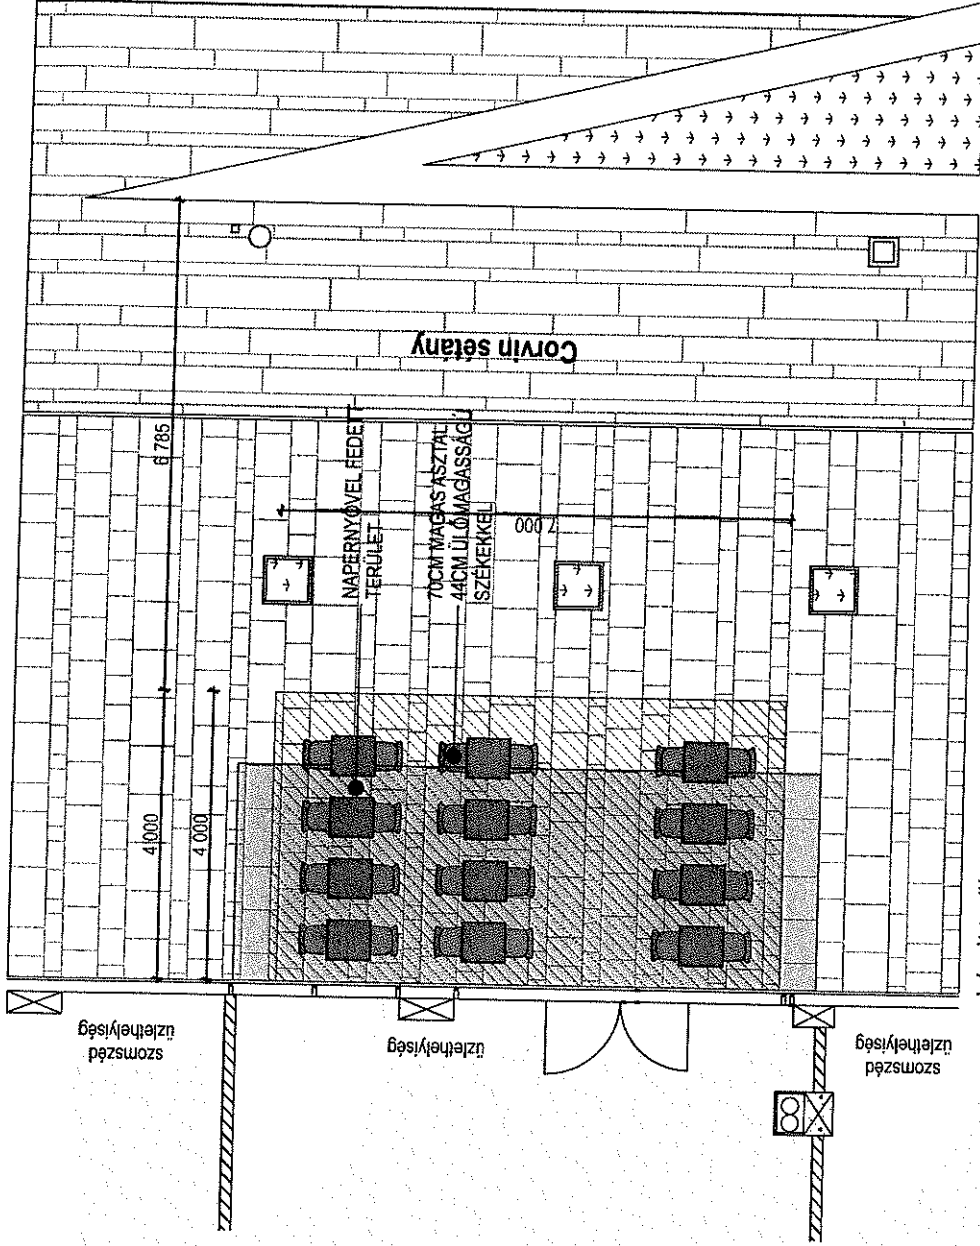 Corvin sétány
6 785
NAPERNYŐVEL FEDETT
TERÜLET
70CM MAGAS ASZTAL,
44CM ÜLŐMAGASSÁGÚ
SZÉKEKKEL
7 000
4 000
4 000
szomszéd
üzlethelyiség
üzlethelyiség
szomszéd
üzlethelyiség